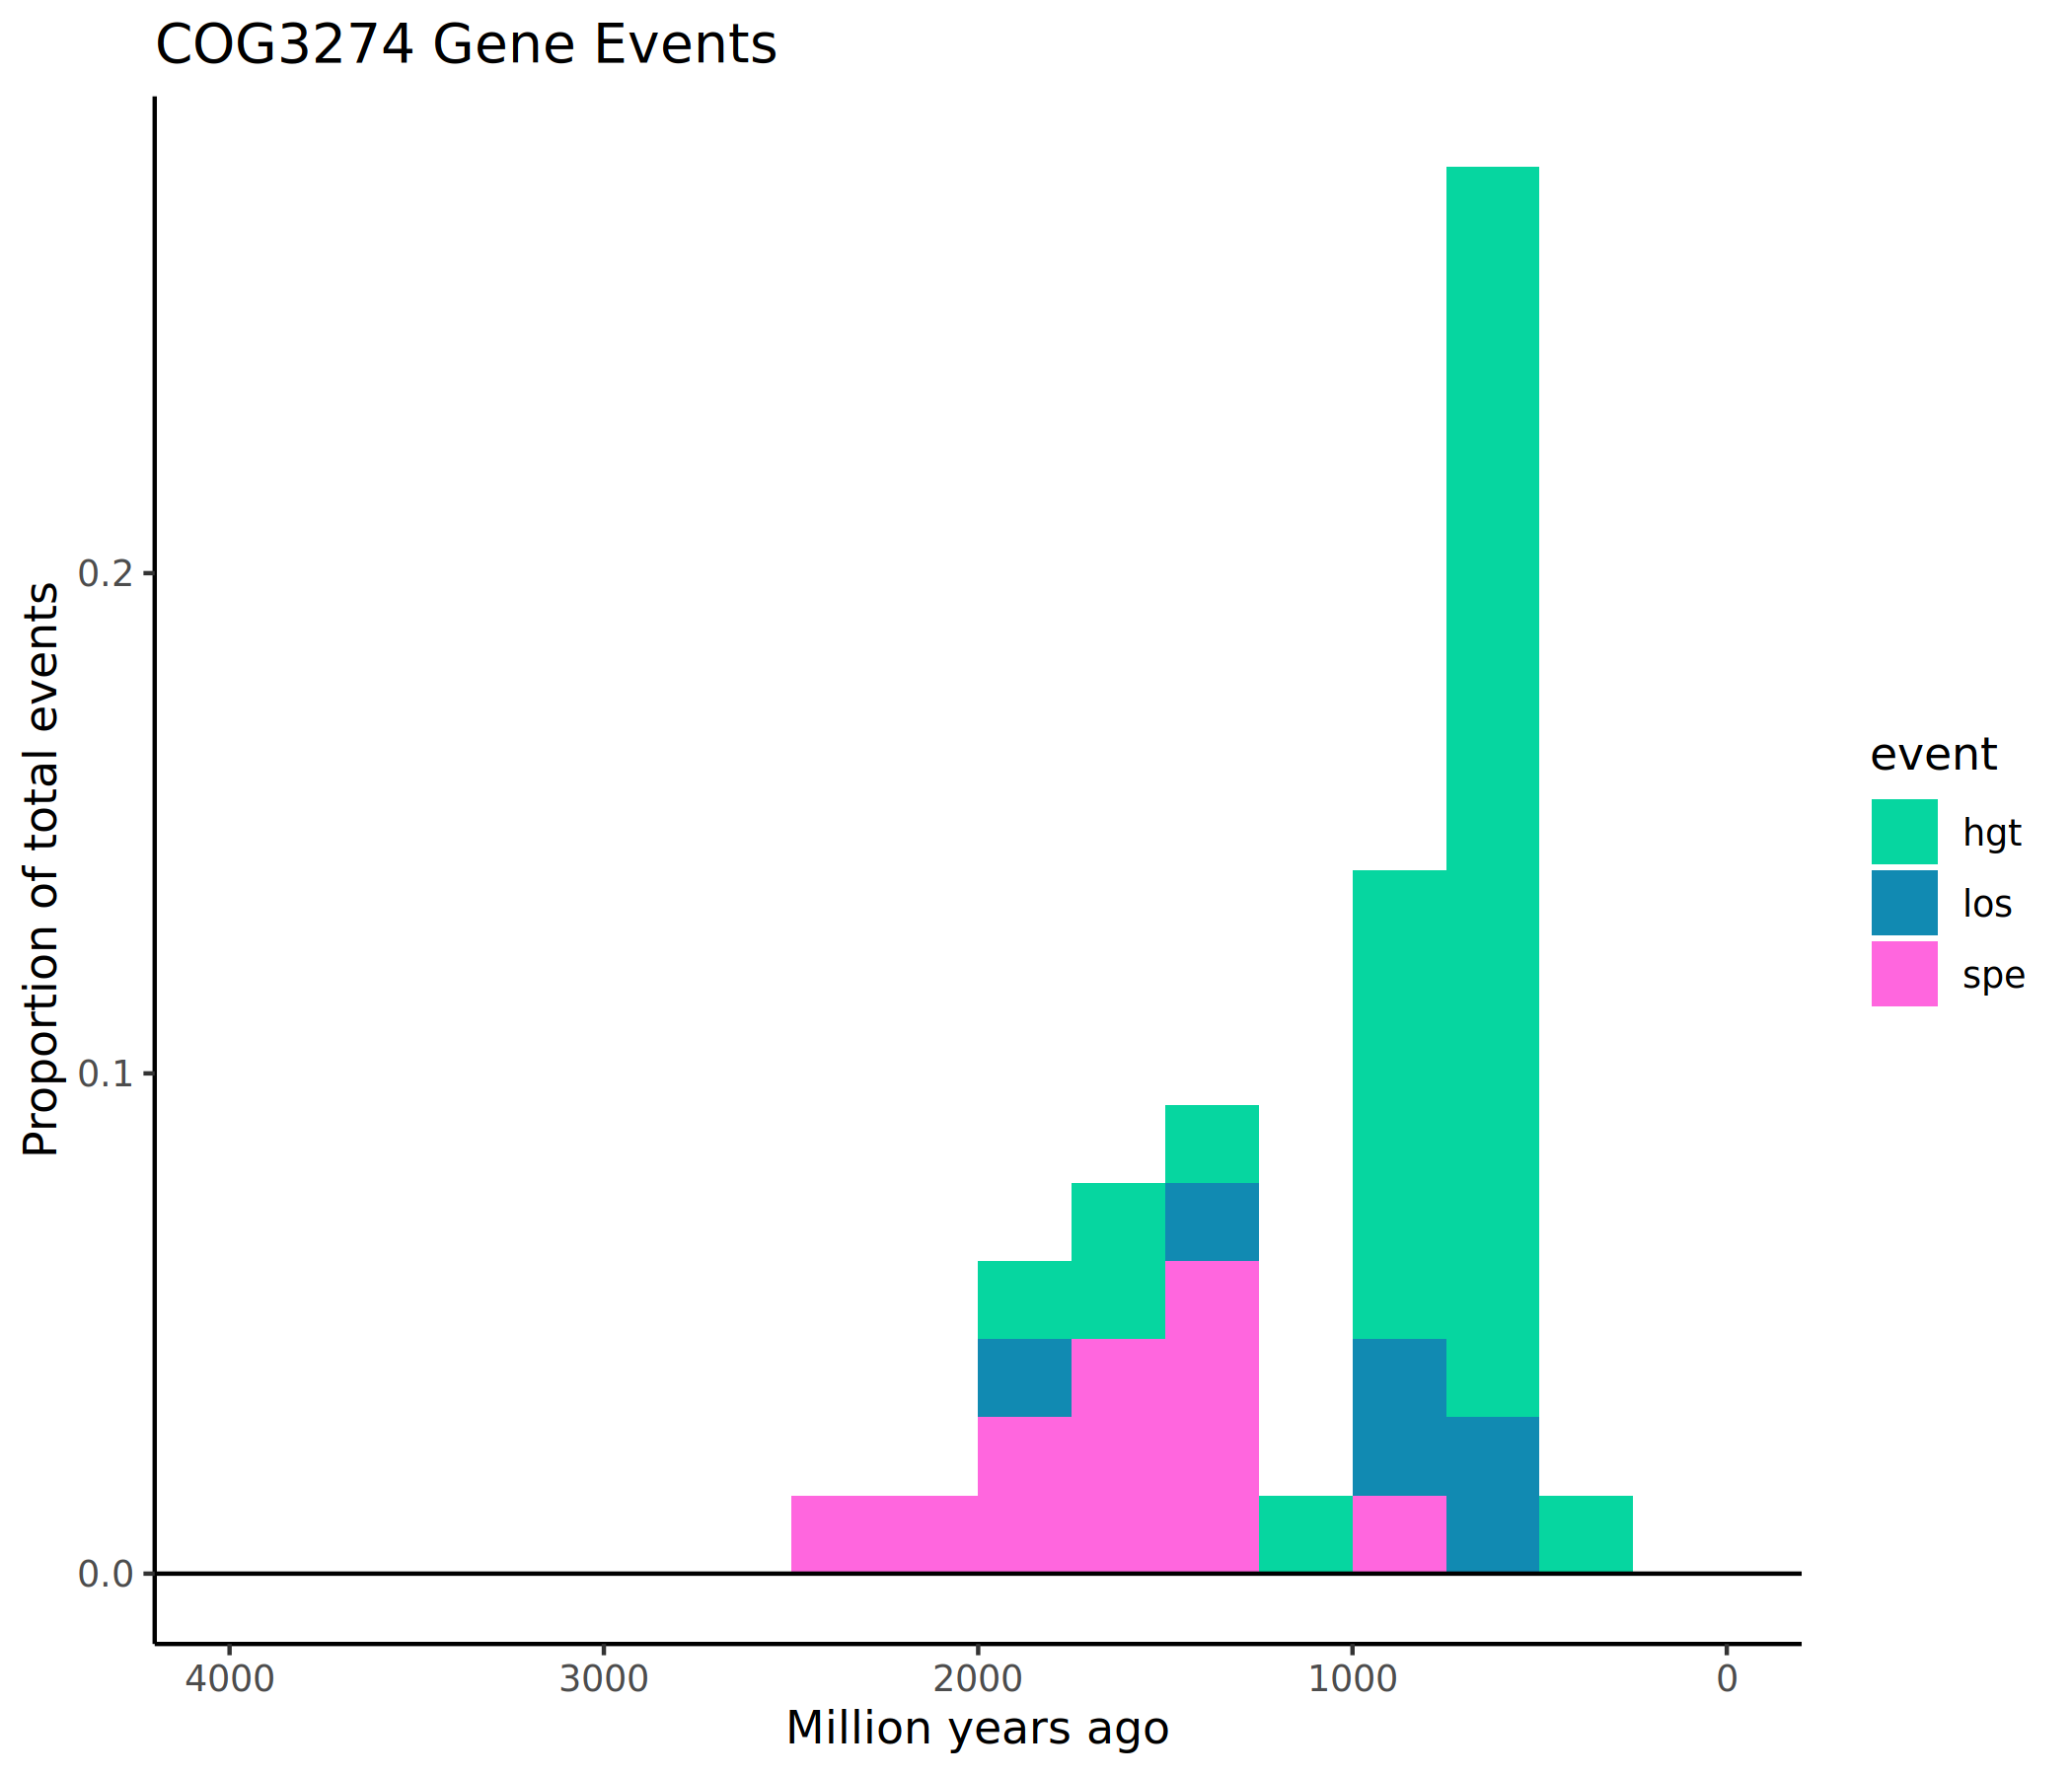 COG3274 Gene Events
Proportion of total events
0.2
0.1
0.0
4000 3000 2000 1000 0
Million years ago
event
hgt
los
spe